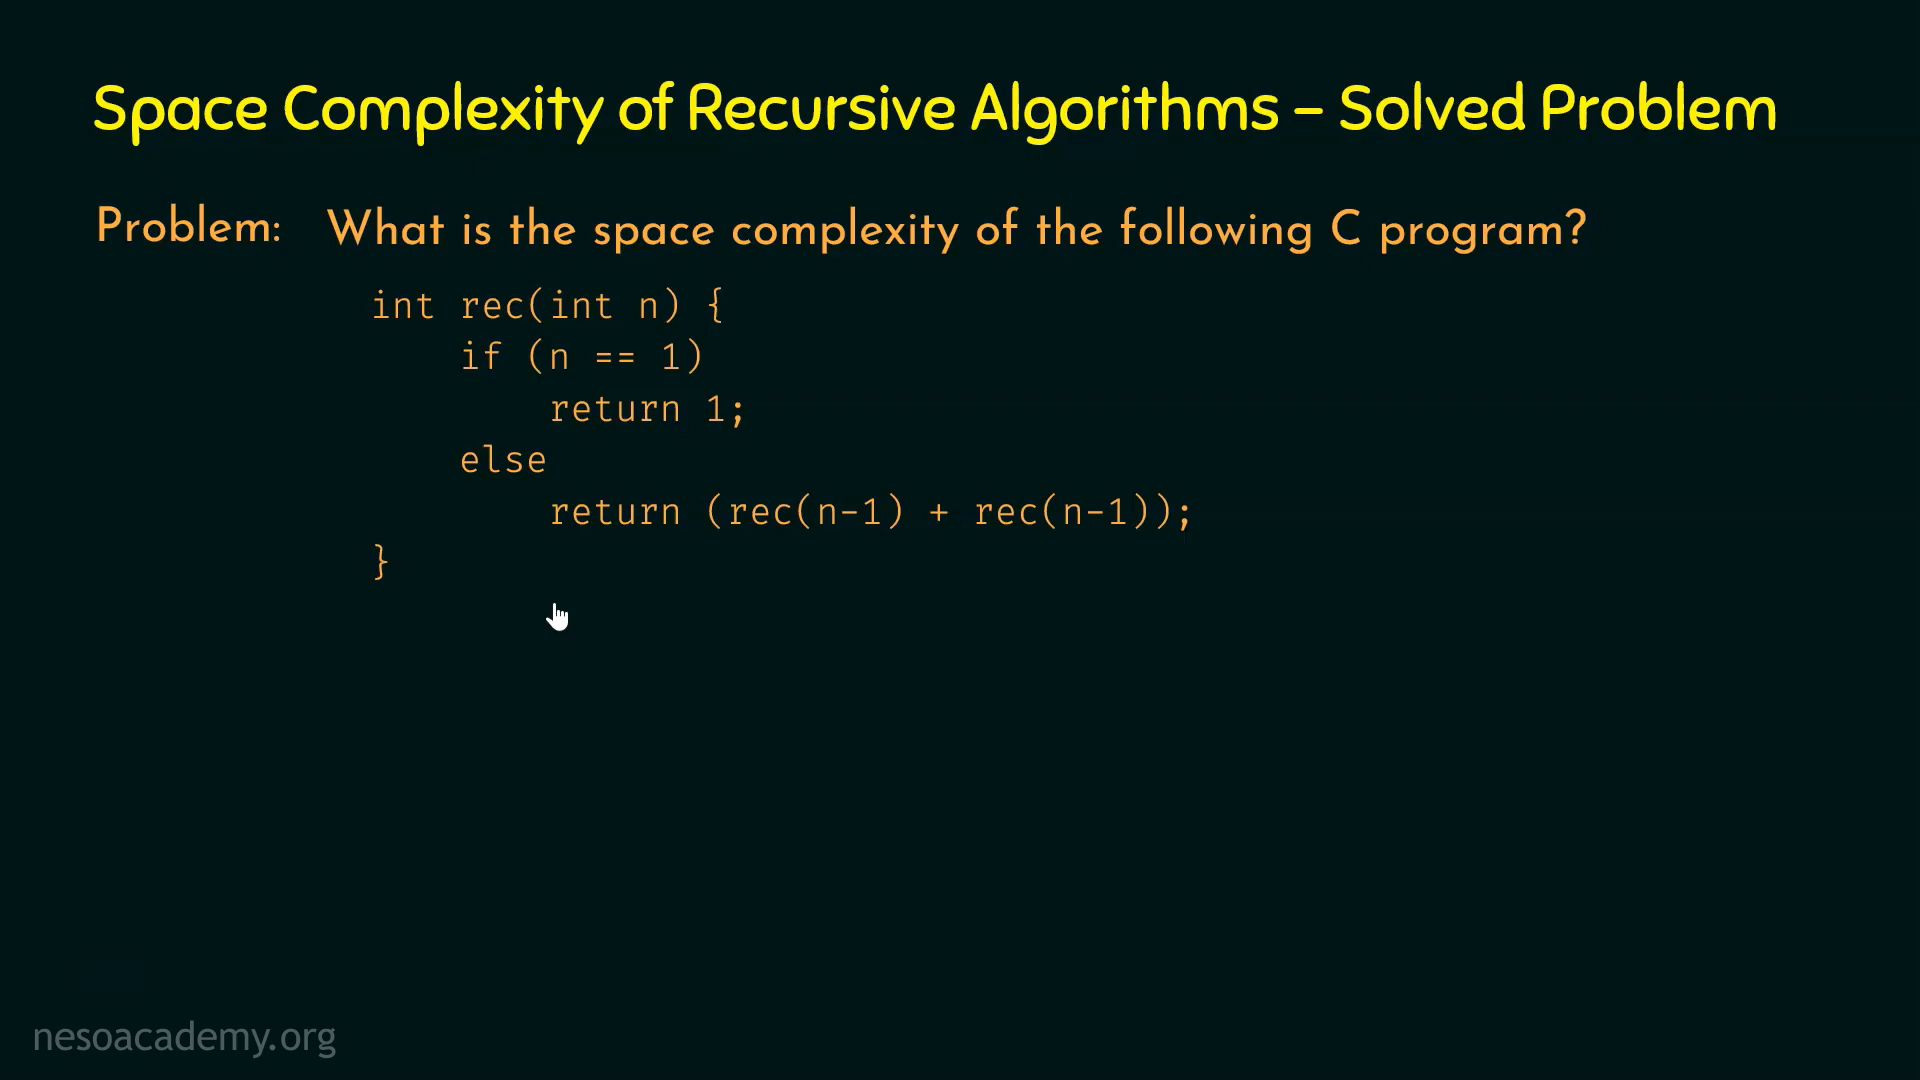 Space Complexity of Recursive Algorithms – Solved Problem
Problem: What is the space complexity of the following C program?
int rec(int n) {
if (n == 1)
return 1;
else
return (rec(n-1) + rec(n-1));
}
nesoacademy.org